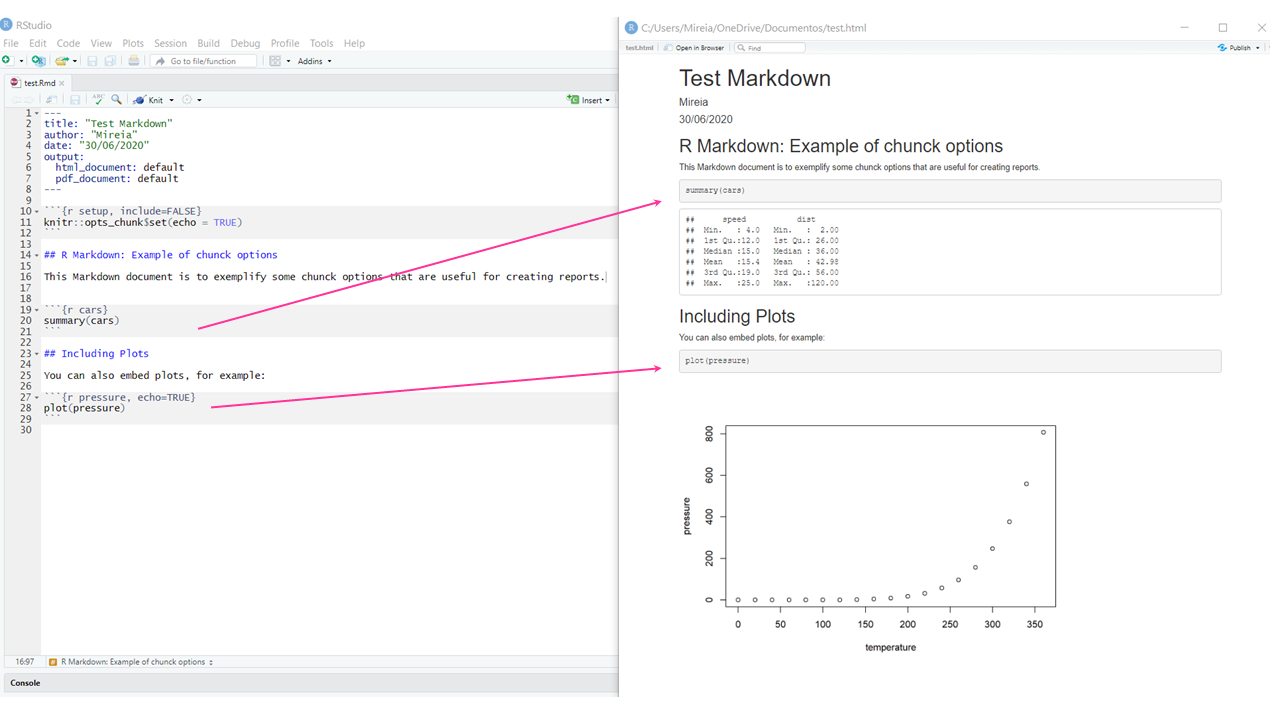 RStudio
File Edit Code View Plots Session Build Debug Profile Tools Help
Go to file/function Addins
test.Rmd
ABC Knit Insert
1 ---
2 title: "Test Markdown"
3 author: "Mireia"
4 date: "30/06/2020"
5 output:
6 html_document: default
7 pdf_document: default
8 ---
9
10 ```{r setup, include=FALSE}
11 knitr::opts_chunk$set(echo = TRUE)
12 ```
13
14 ## R Markdown: Example of chunck options
15
16 This Markdown document is to exemplify some chunck options that are useful for creating reports.
17
18
19 ```{r cars}
20 summary(cars)
21 ```
22
23 ## Including Plots
24
25 You can also embed plots, for example:
26
27 ```{r pressure, echo=TRUE}
28 plot(pressure)
29 ```
30
16:97 # R Markdown: Example of chunck options
Console
R C:/Users/Mireia/OneDrive/Documentos/test.html
test.html Open in Browser Find Publish
Test Markdown
Mireia
30/06/2020
R Markdown: Example of chunck options
This Markdown document is to exemplify some chunck options that are useful for creating reports.
summary(cars)
## speed dist
## Min. : 4.0 Min. : 2.00
## 1st Qu.:12.0 1st Qu.: 26.00
## Median :15.0 Median : 36.00
## Mean :15.4 Mean : 42.98
## 3rd Qu.:19.0 3rd Qu.: 56.00
## Max. :25.0 Max. :120.00
Including Plots
You can also embed plots, for example:
plot(pressure)
800
600
400
200
0
pressure
0 50 100 150 200 250 300 350
temperature